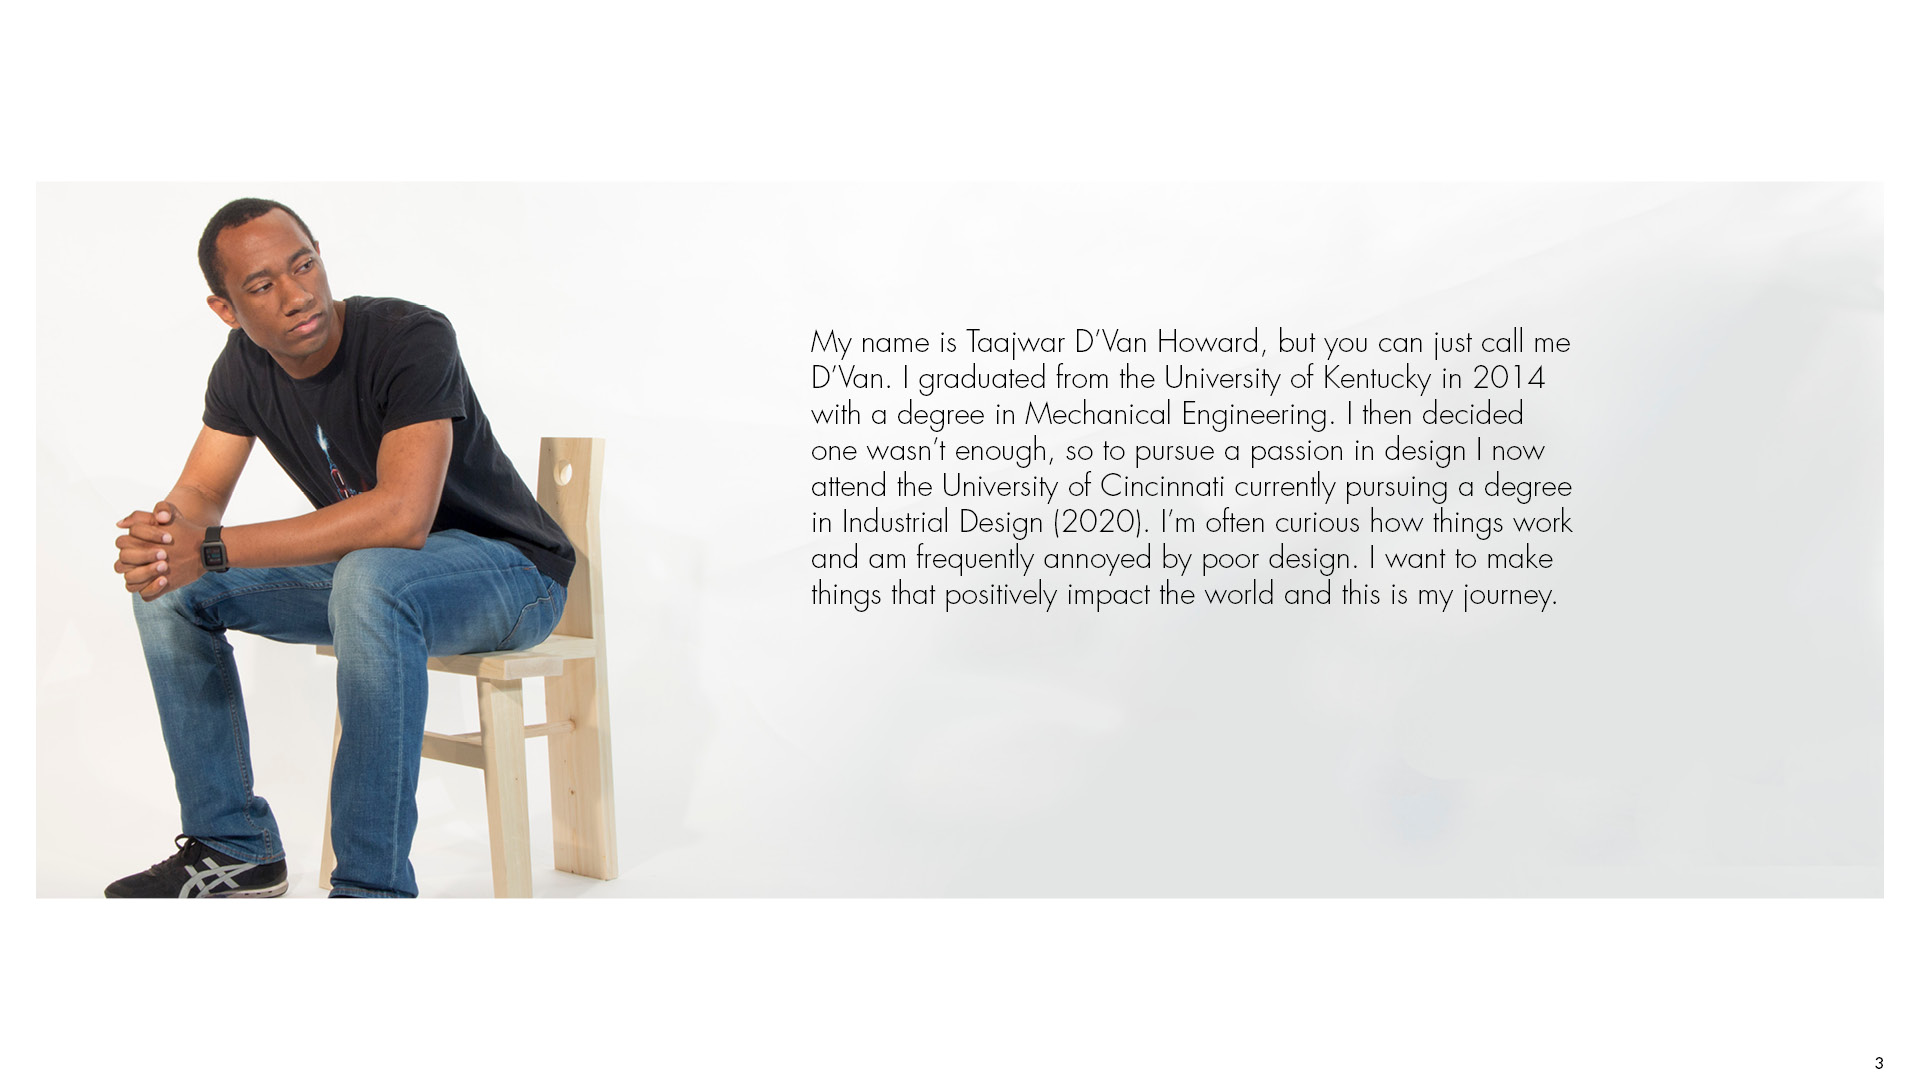 My name is Taajwar D’Van Howard, but you can just call me
D’Van. I graduated from the University of Kentucky in 2014
with a degree in Mechanical Engineering. I then decided
one wasn’t enough, so to pursue a passion in design I now
attend the University of Cincinnati currently pursuing a degree
in Industrial Design (2020). I’m often curious how things work
and am frequently annoyed by poor design. I want to make
things that positively impact the world and this is my journey.
3